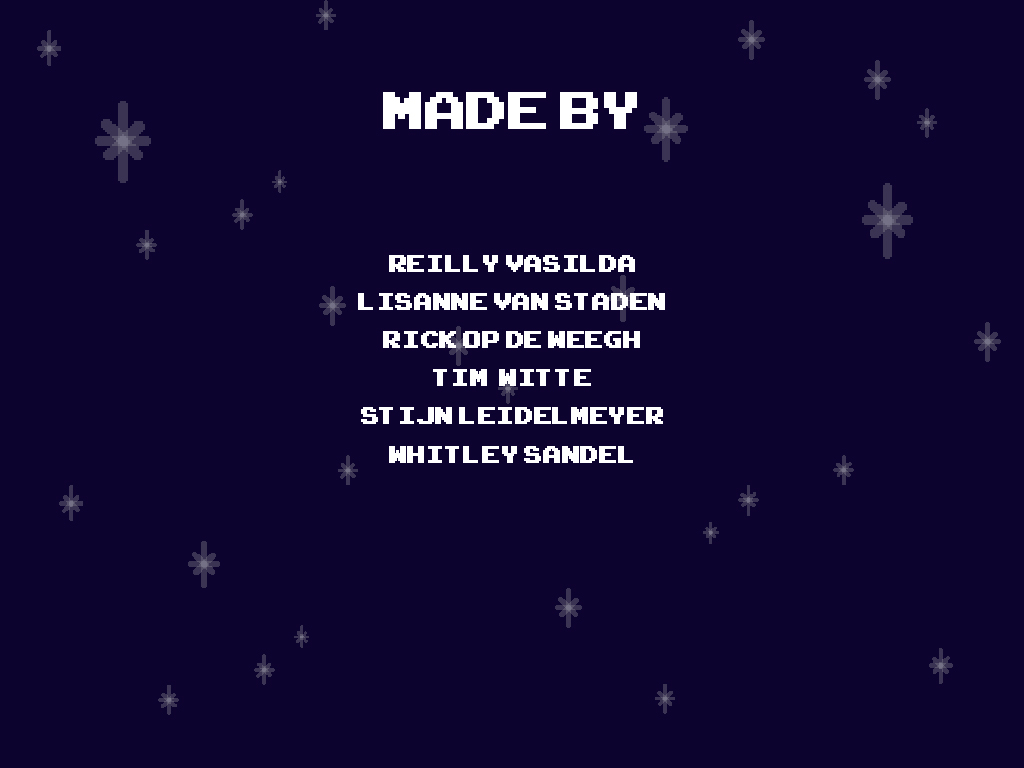 MADE BY
REILLY VASILDA
LISANNE VAN STADEN
RICK OP DE WEEGH
TIM WITTE
STIJN LEIDELMEYER
WHITLEY SANDEL